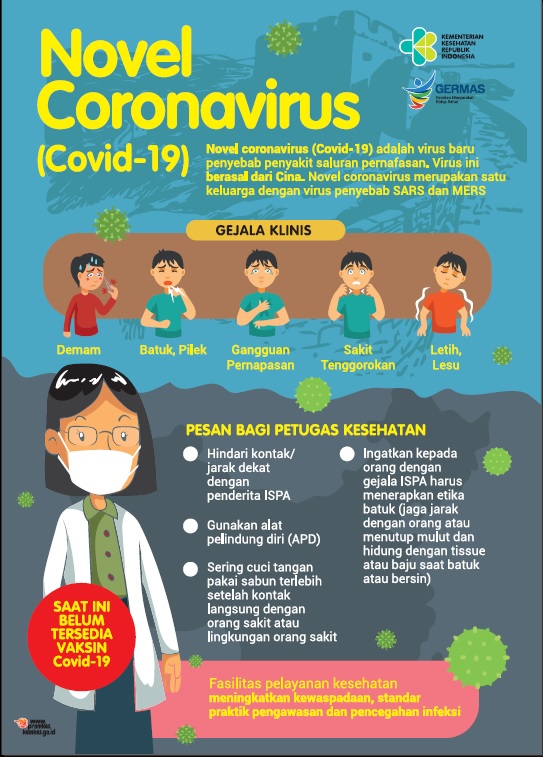 Novel
Coronavirus
(Covid-19)
KEMENTERIAN
KESEHATAN
REPUBLIK
INDONESIA
GERMAS
Gerakan Masyarakat
Hidup Sehat
Novel coronavirus (Covid-19) adalah virus baru
penyebab penyakit saluran pernafasan. Virus ini
berasal dari Cina. Novel coronavirus merupakan satu
keluarga dengan virus penyebab SARS dan MERS
GEJALA KLINIS
Demam
Batuk, Pilek
Gangguan
Pernapasan
Sakit
Tenggorokan
Letih,
Lesu
PESAN BAGI PETUGAS KESEHATAN
Hindari kontak/
jarak dekat
dengan
penderita ISPA
Gunakan alat
pelindung diri (APD)
Sering cuci tangan
pakai sabun terlebih
setelah kontak
langsung dengan
orang sakit atau
lingkungan orang sakit
Ingatkan kepada
orang dengan
gejala ISPA harus
menerapkan etika
batuk (jaga jarak
dengan orang atau
menutup mulut dan
hidung dengan tissue
atau baju saat batuk
atau bersin)
SAAT INI
BELUM
TERSEDIA
VAKSIN
Covid-19
Fasilitas pelayanan kesehatan
meningkatkan kewaspadaan, standar
praktik pengawasan dan pencegahan infeksi
www.
promkes.
kemkes.go.id